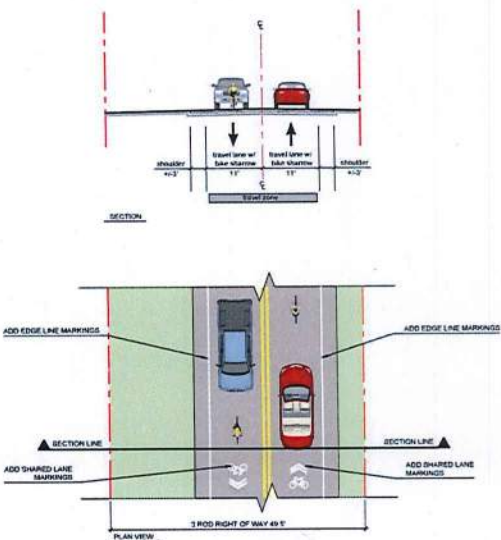 ℄
travel lane w/ travel lane w/
shoulder bike sharrow bike sharrow shoulder
+/-3' 11' 11' +/-3'
℄
travel zone
SECTION
ADD EDGE LINE MARKINGS
ADD EDGE LINE MARKINGS
SECTION LINE
SECTION LINE
ADD SHARED LANE
MARKINGS
ADD SHARED LANE
MARKINGS
3 ROD RIGHT OF WAY 49.5'
PLAN VIEW